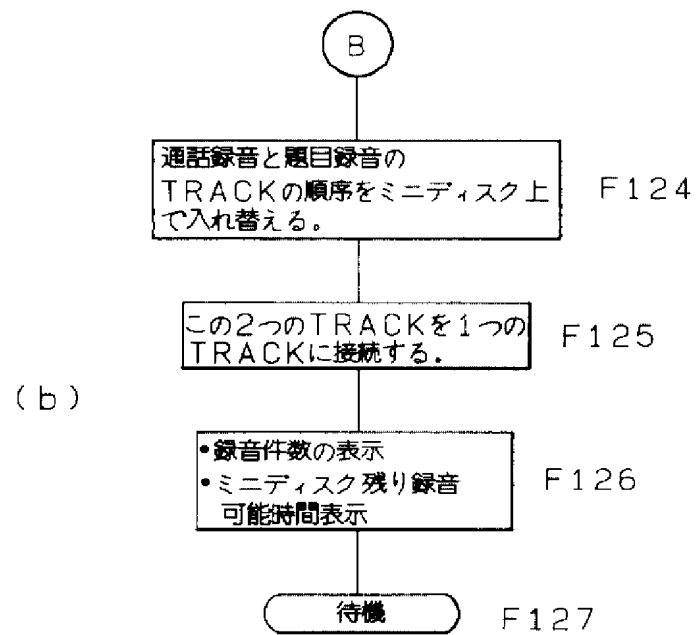 B
通話録音と題目録音の
TRACKの順序をミニディスク上
で入れ替える。
F124
この2つのTRACKを1つの
TRACKに接続する.
F125
(b)
•録音件数の表示
•ミニディスク残り録音
可能時間表示
F126
待機
F127